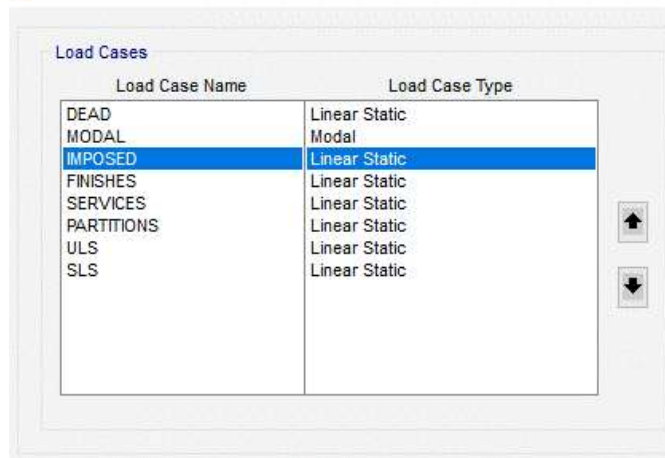 Load Cases
Load Case Name Load Case Type
DEAD Linear Static
MODAL Modal
IMPOSED Linear Static
FINISHES Linear Static
SERVICES Linear Static
PARTITIONS Linear Static
ULS Linear Static
SLS Linear Static